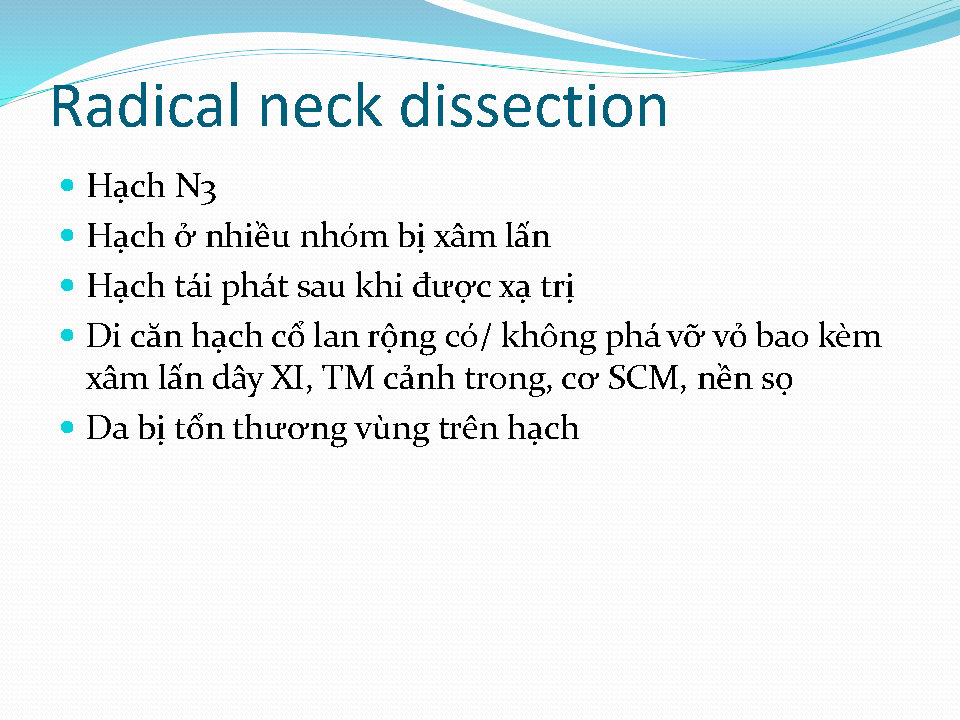 Radical neck dissection
Hạch N3
Hạch ở nhiều nhóm bị xâm lấn
Hạch tái phát sau khi được xạ trị
Di căn hạch cổ lan rộng có/ không phá vỡ vỏ bao kèm
xâm lấn dây XI, TM cảnh trong, cơ SCM, nền sọ
Da bị tổn thương vùng trên hạch